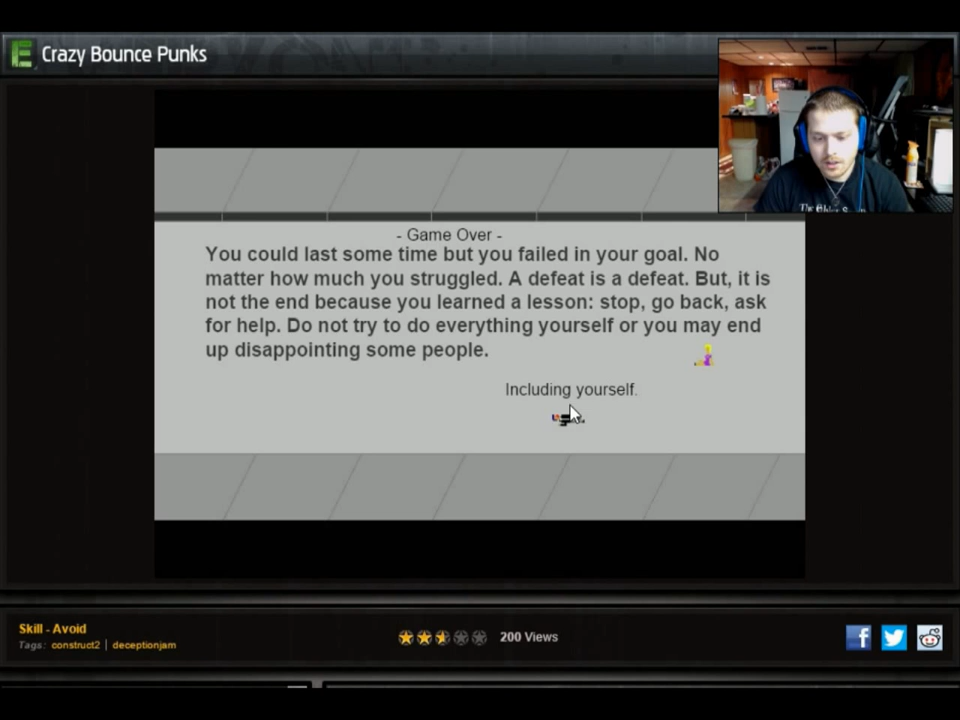 Crazy Bounce Punks
- Game Over -
You could last some time but you failed in your goal. No
matter how much you struggled. A defeat is a defeat. But, it is
not the end because you learned a lesson: stop, go back, ask
for help. Do not try to do everything yourself or you may end
up disappointing some people.
Including yourself.
Skill - Avoid
Tags: construct2 | deceptionjam
200 Views